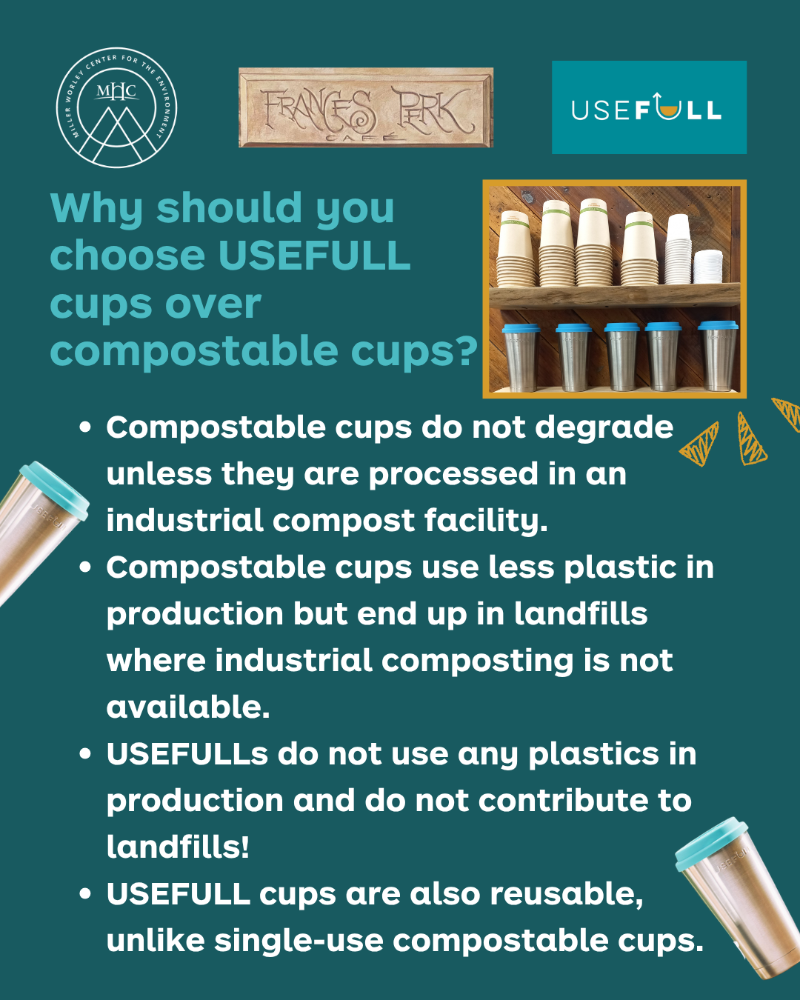 MILLER WORLEY CENTER FOR THE ENVIRONMENT
MHC
FRANCES PERK
CAFÉ
USEFULL
Why should you
choose USEFULL
cups over
compostable cups?
• Compostable cups do not degrade
unless they are processed in an
industrial compost facility.
• Compostable cups use less plastic in
production but end up in landfills
where industrial composting is not
available.
• USEFULLs do not use any plastics in
production and do not contribute to
landfills!
• USEFULL cups are also reusable,
unlike single-use compostable cups.
USEFULL
USEFULL